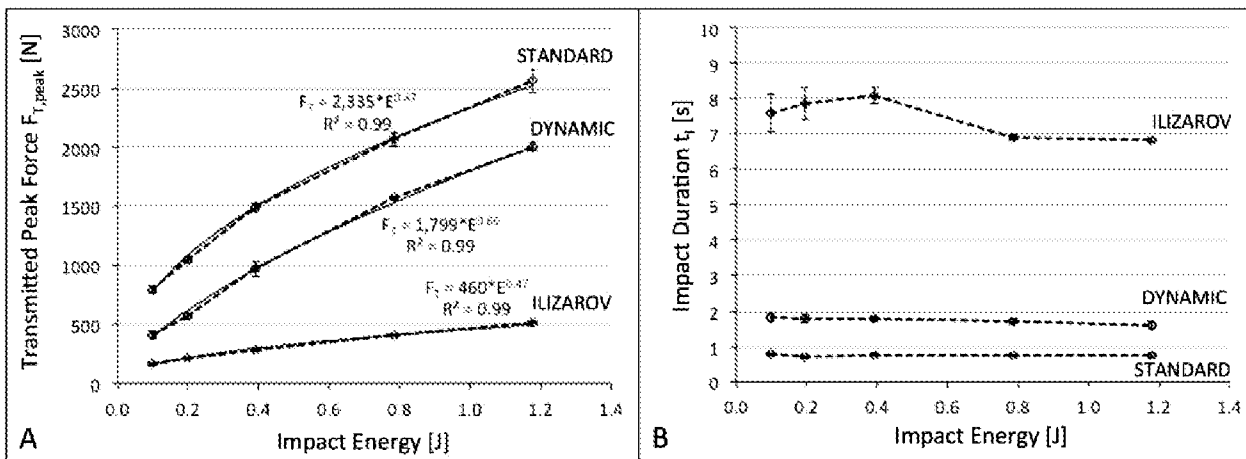 Transmitted Peak Force F_T,peak [N]
3000
2500
2000
1500
1000
500
0
0.0 0.2 0.4 0.6 0.8 1.0 1.2 1.4
Impact Energy [J]
A
STANDARD
R² = 0.99
DYNAMIC
R² = 0.99
F_T = 460*E^0.47
R² = 0.99
ILIZAROV
Impact Duration t_I [s]
10
9
8
7
6
5
4
3
2
1
0
0.0 0.2 0.4 0.6 0.8 1.0 1.2 1.4
Impact Energy [J]
B
ILIZAROV
DYNAMIC
STANDARD